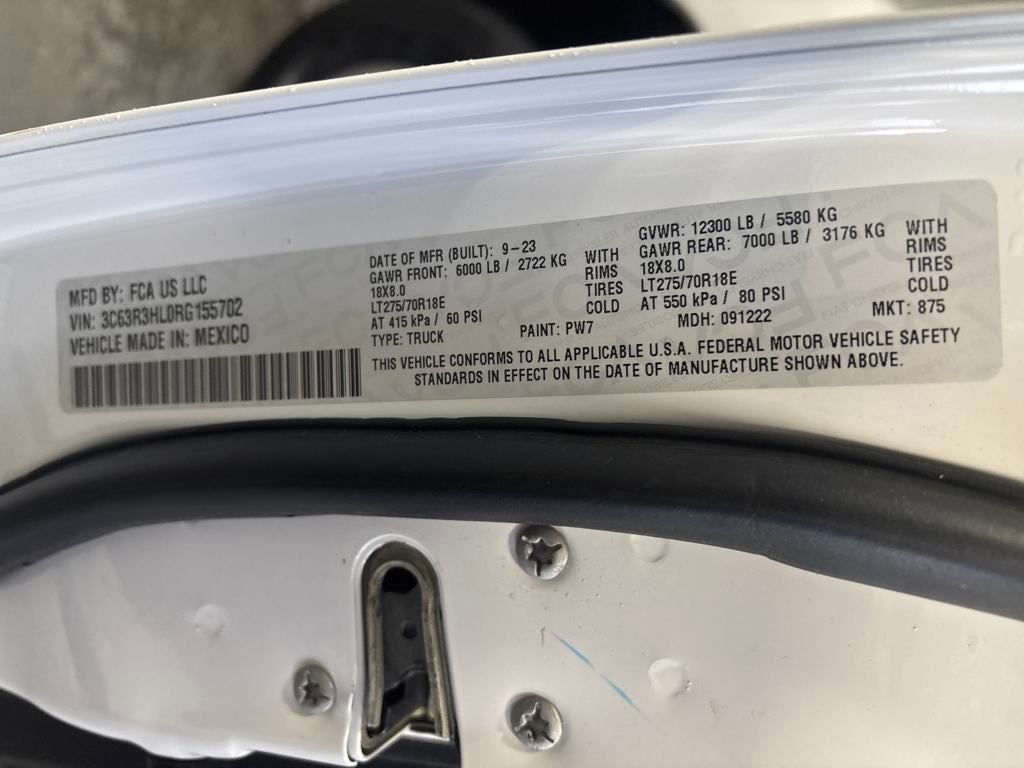 MFD BY: FCA US LLC
VIN: 3C63R3HLDRG155702
VEHICLE MADE IN: MEXICO
DATE OF MFR (BUILT): 9-23
GAWR FRONT: 6000 LB / 2722 KG WITH
18X8.0 RIMS
LT275/70R18E TIRES
AT 415 kPa / 60 PSI COLD
TYPE: TRUCK PAINT: PW7
GVWR: 12300 LB / 5580 KG
GAWR REAR: 7000 LB / 3176 KG WITH
18X8.0 RIMS
LT275/70R18E TIRES
AT 550 kPa / 80 PSI COLD
MDH: 091222 MKT: 875
THIS VEHICLE CONFORMS TO ALL APPLICABLE U.S.A. FEDERAL MOTOR VEHICLE SAFETY
STANDARDS IN EFFECT ON THE DATE OF MANUFACTURE SHOWN ABOVE.